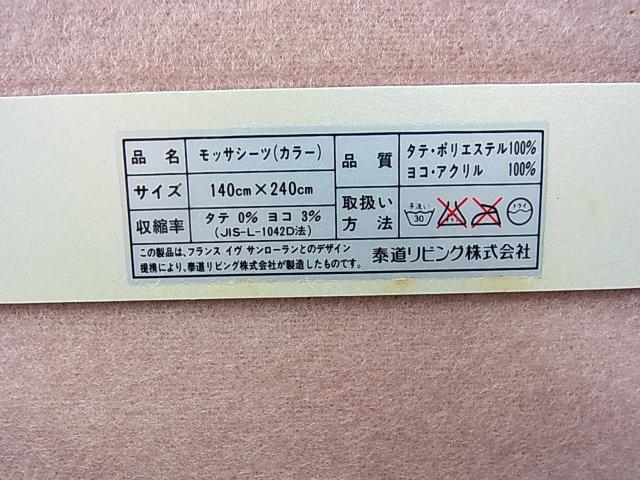 品名 モッサシーツ(カラー)
品質 タテ・ポリエステル100%
ヨコ・アクリル 100%
サイズ 140cm×240cm
収縮率 タテ 0% ヨコ 3%
(JIS-L-1042D法)
取扱い
方法
手洗イ
30
ドライ
この製品は、フランス イヴ サンローランとのデザイン
提携により、泰道リビング株式会社が製造したものです。
泰道リビング株式会社